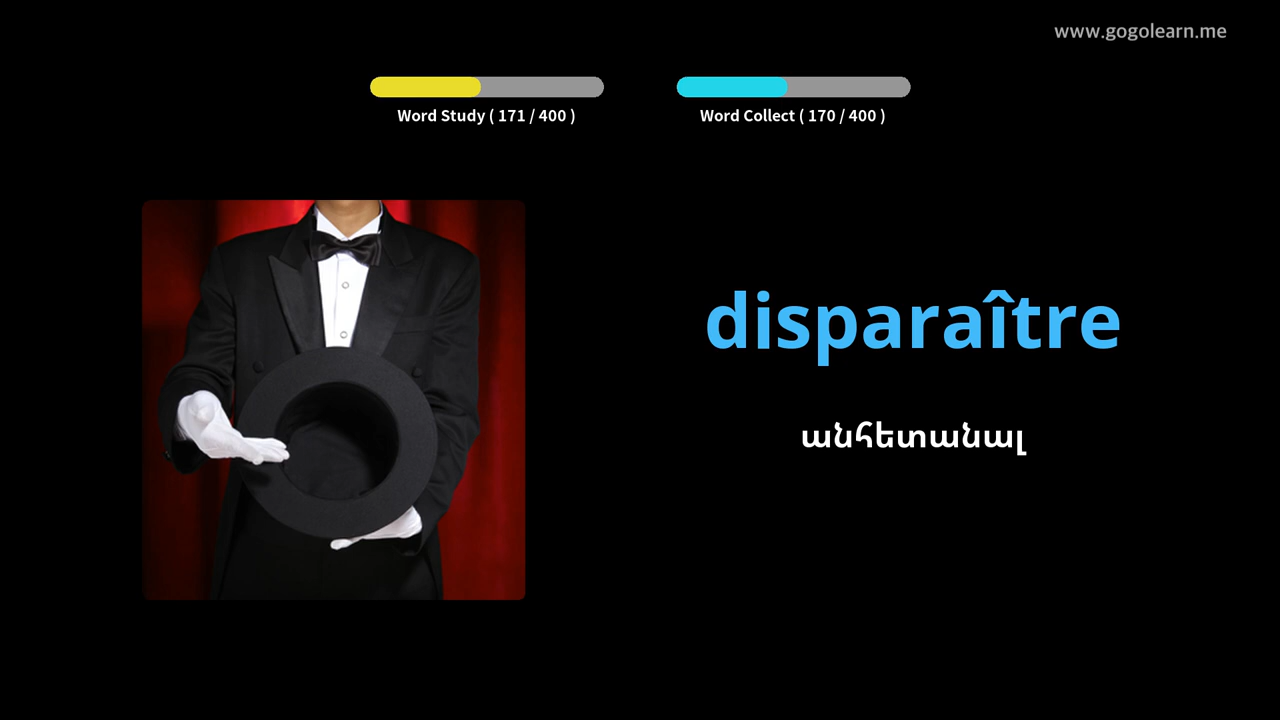 www.gogolearn.me
Word Study ( 171 / 400 )
Word Collect ( 170 / 400 )
disparaître
անհետանալ